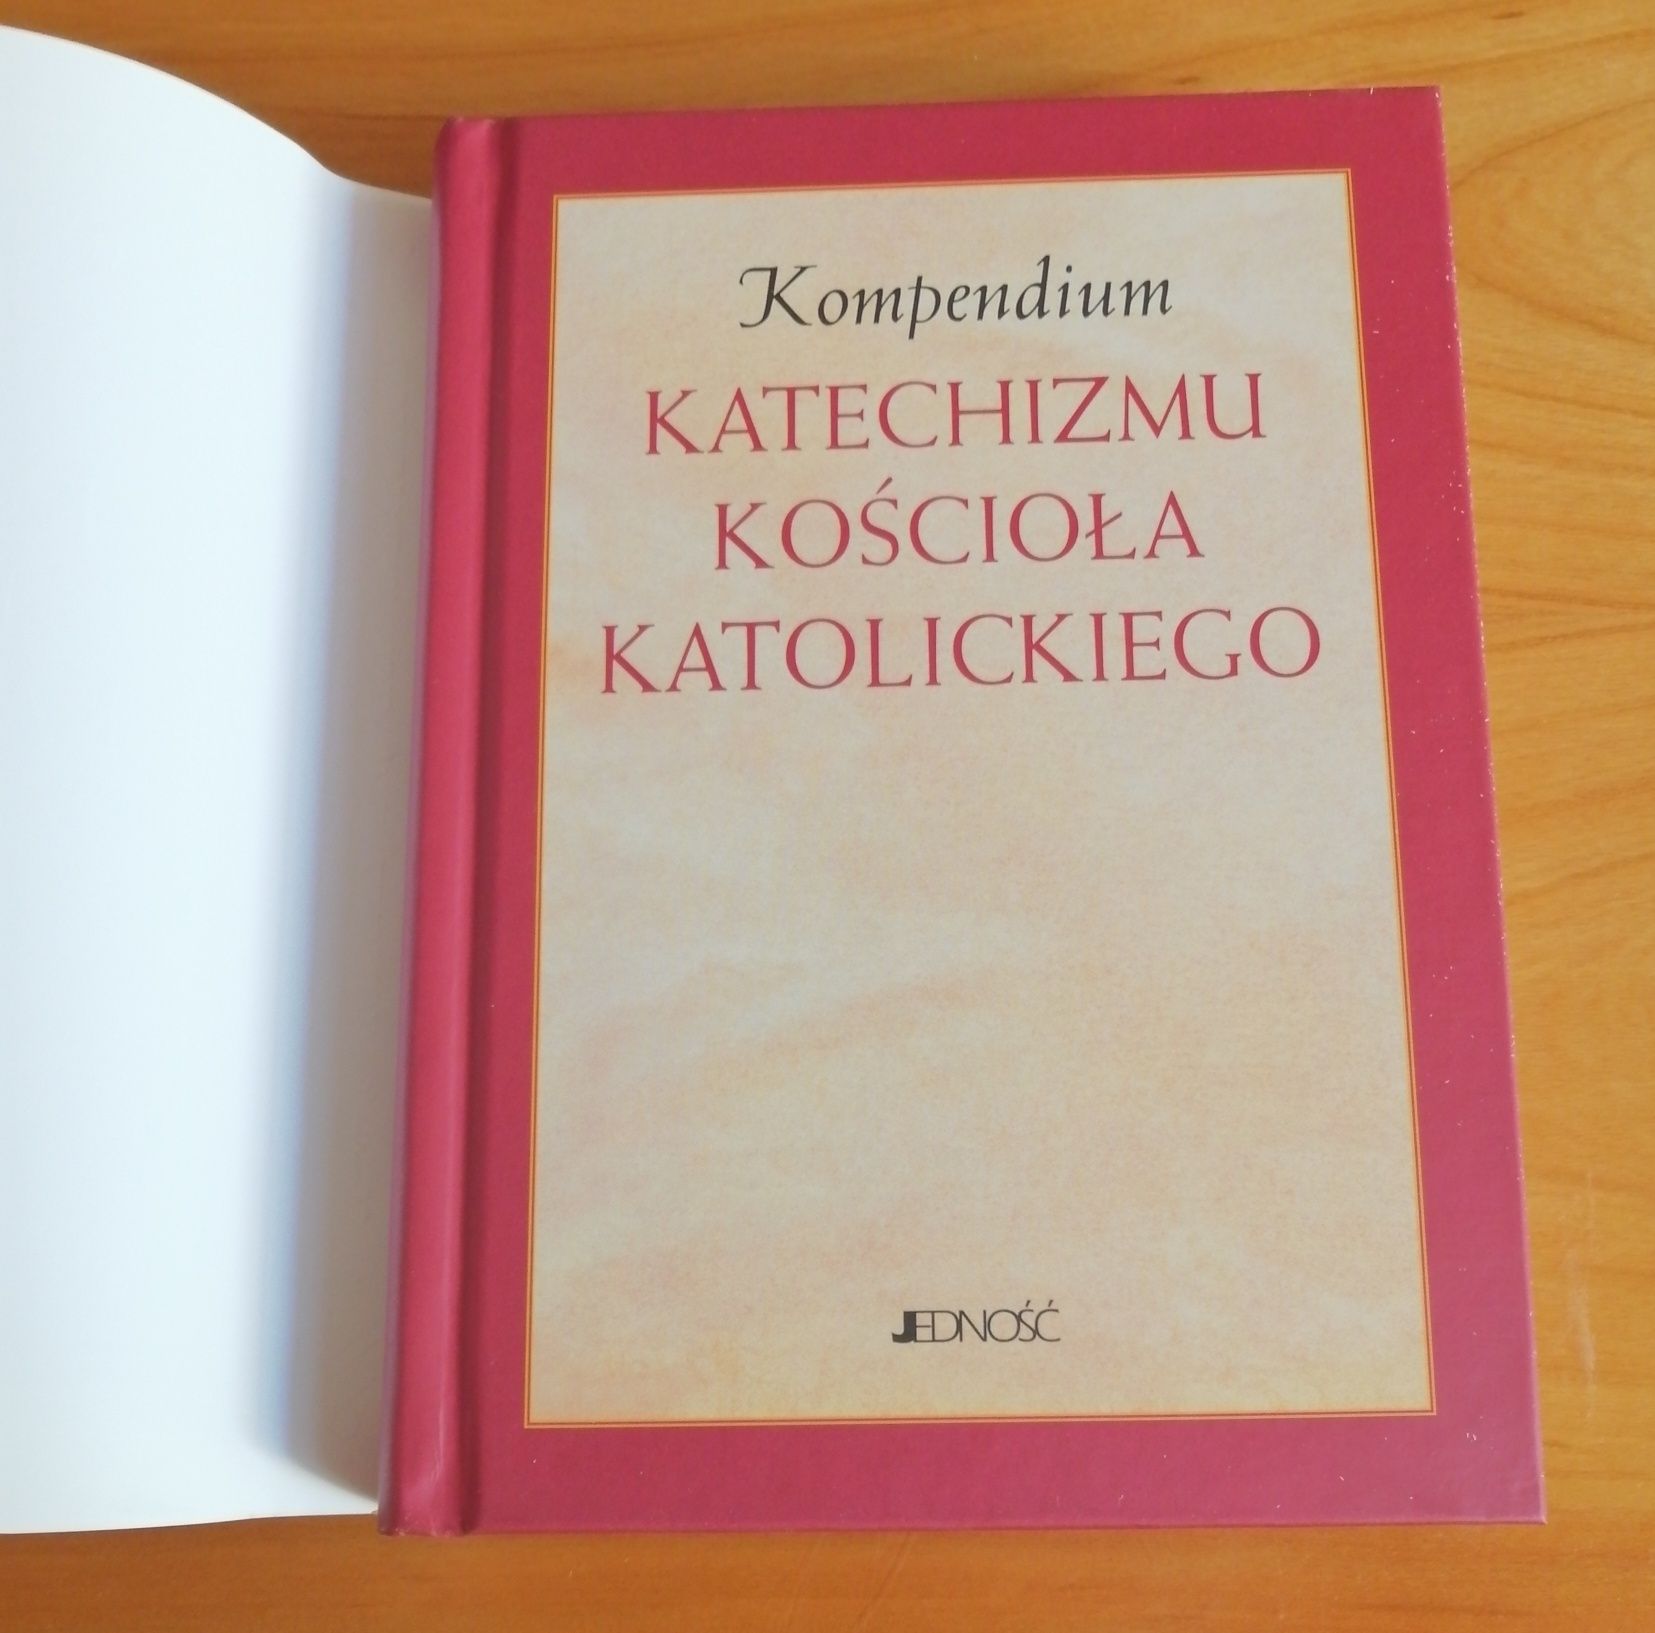 Kompendium
KATECHIZMU
KOŚCIOŁA
KATOLICKIEGO
JEDNOŚĆ